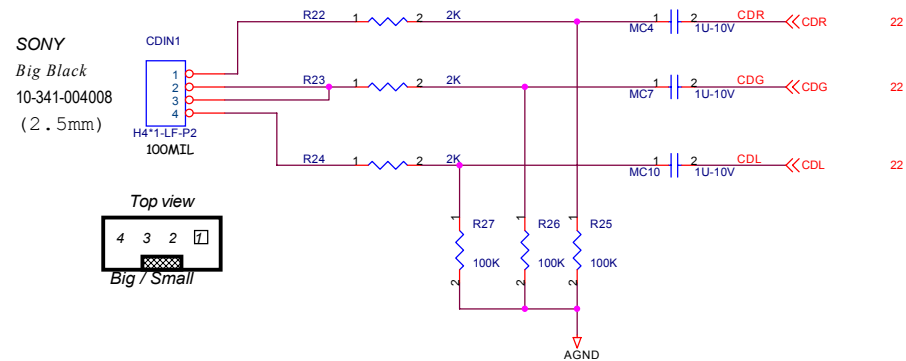 R22 1 2 2K 1 2 CDR CDR 22
MC4 1U-10V
SONY
CDIN1
Big Black
10-341-004008
(2.5mm)
1
2
3
4
H4*1-LF-P2
100MIL
R23 1 2 2K 1 2 CDG CDG 22
MC7 1U-10V
R24 1 2 2K 1 2 CDL CDL 22
MC10 1U-10V
Top view
4 3 2 1
Big / Small
1 R27 100K 2
1 R26 100K 2
1 R25 100K 2
AGND